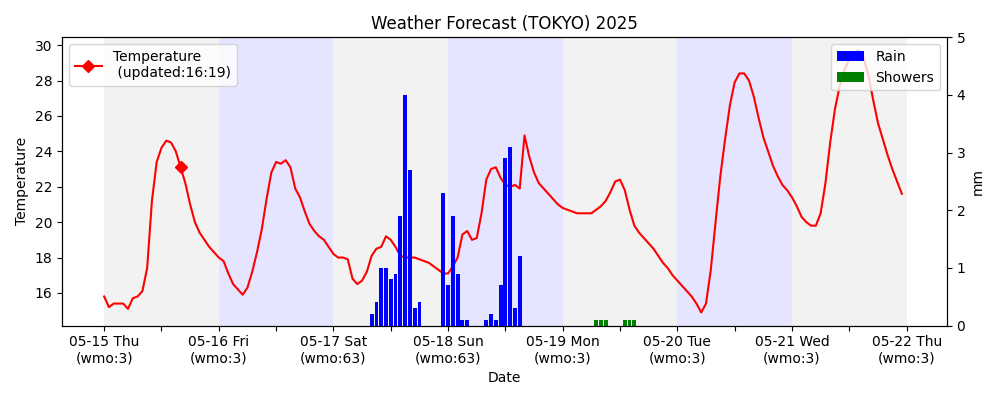 Weather Forecast (TOKYO) 2025
Temperature
(updated:16:19)
Rain
Showers
30
28
26
24
22
20
18
16
Temperature
5
4
3
2
1
0
mm
05-15 Thu
(wmo:3)
05-16 Fri
(wmo:3)
05-17 Sat
(wmo:63)
05-18 Sun
(wmo:63)
05-19 Mon
(wmo:3)
05-20 Tue
(wmo:3)
05-21 Wed
(wmo:3)
05-22 Thu
(wmo:3)
Date